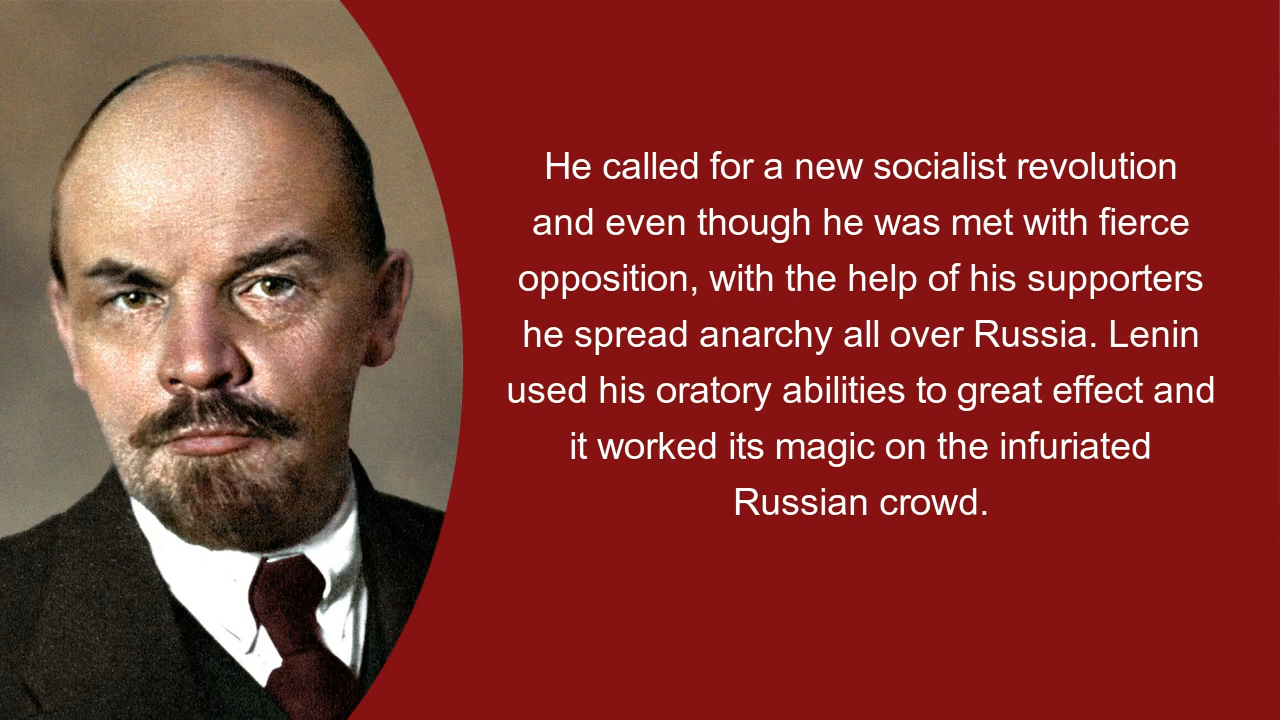 He called for a new socialist revolution
and even though he was met with fierce
opposition, with the help of his supporters
he spread anarchy all over Russia. Lenin
used his oratory abilities to great effect and
it worked its magic on the infuriated
Russian crowd.